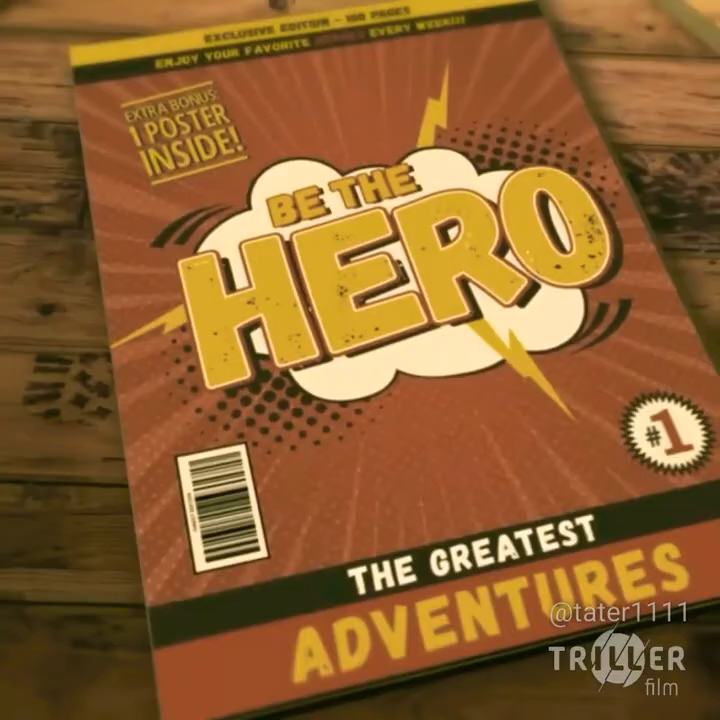 EXCLUSIVE EDITION - 100 PAGES
ENJOY YOUR FAVORITE EVERY WEEK!!!
EXTRA BONUS:
1 POSTER
INSIDE!
BE THE
HERO
#1
THE GREATEST
ADVENTURES
@tater1111
TRILLER
film